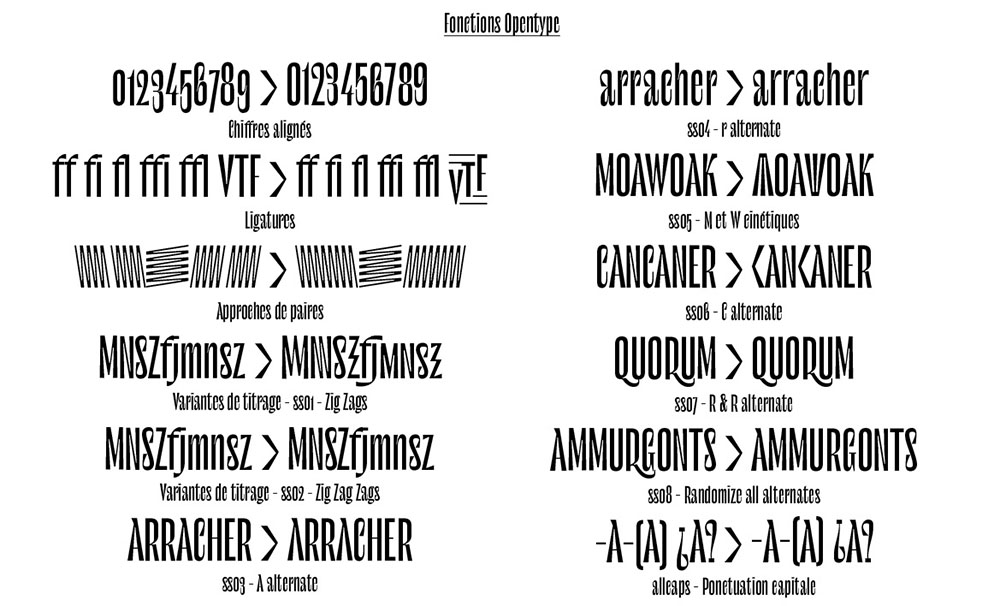 Fonctions Opentype
0123456789 > 0123456789
Chiffres alignés
ff fi fl ffi ffl VTF > ff fi fl ffi ffl VTF
Ligatures
Approches de paires
MNSZfjmnsz > MNSZfjmnsz
Variantes de titrage - ss01 - Zig Zags
MNSZfjmnsz > MNSZfjmnsz
Variantes de titrage - ss02 - Zig Zag Zags
ARRACHER > ARRACHER
ss03 - A alternate
arracher > arracher
ss04 - r alternate
MOAWOAK > MOAWOAK
ss05 - M et W cinétiques
CANCANER > CANCANER
ss06 - C alternate
QUORUM > QUORUM
ss07 - R & R alternate
AMMURGONTS > AMMURGONTS
ss08 - Randomize all alternates
-A-(A) ¿A? > -A-(A) ¿A?
allcaps - Ponctuation capitale